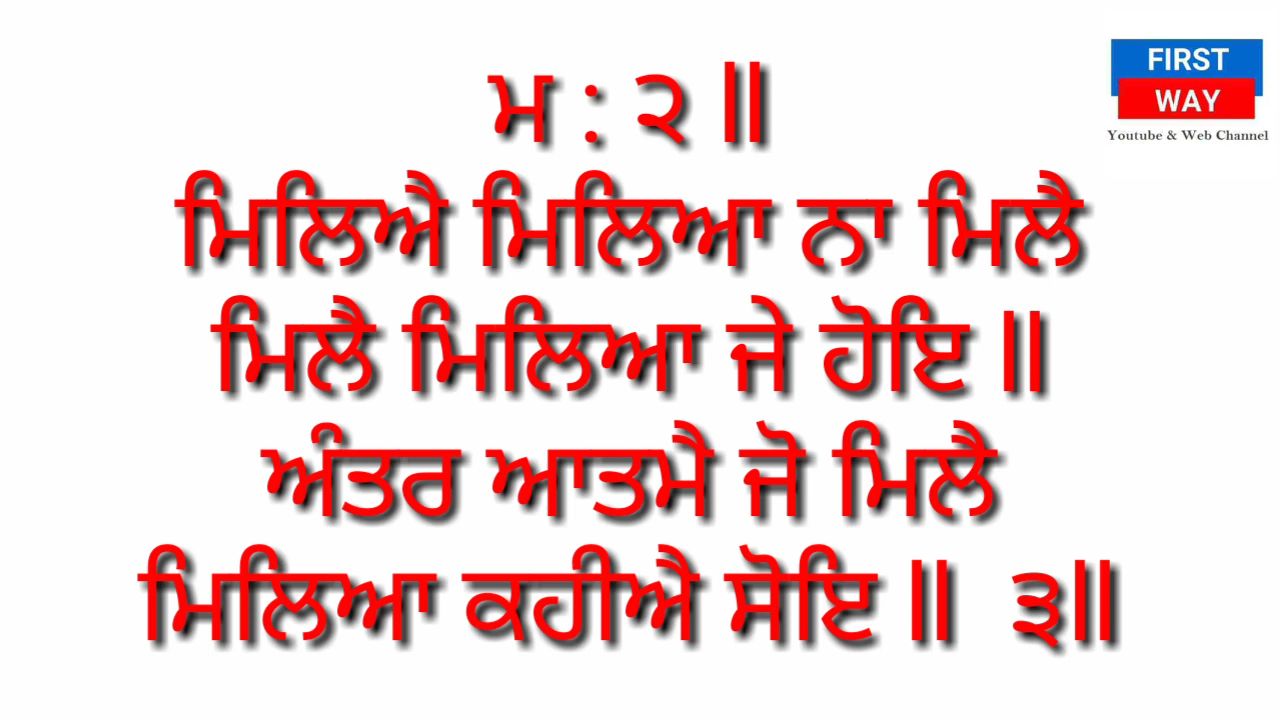 ਮ : ੨ ॥
FIRST
WAY
Youtube & Web Channel
ਮਿਲਿਐ ਮਿਲਿਆ ਨਾ ਮਿਲੈ
ਮਿਲੈ ਮਿਲਿਆ ਜੇ ਹੋਇ ॥
ਅੰਤਰ ਆਤਮੈ ਜੋ ਮਿਲੈ
ਮਿਲਿਆ ਕਹੀਐ ਸੋਇ ॥ ੩॥